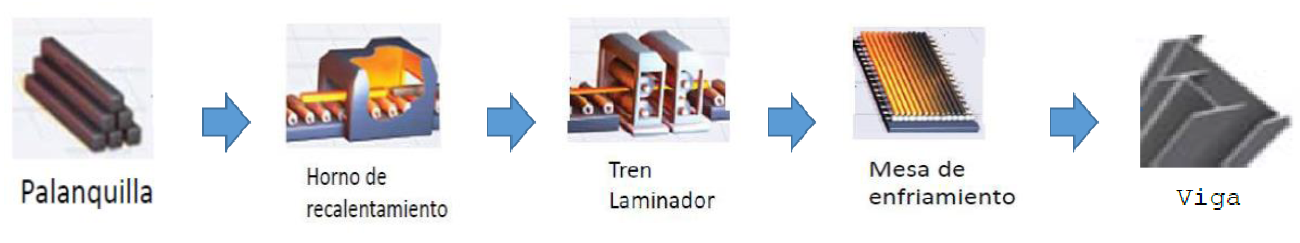 Palanquilla
Horno de
recalentamiento
Tren
Laminador
Mesa de
enfriamiento
Viga